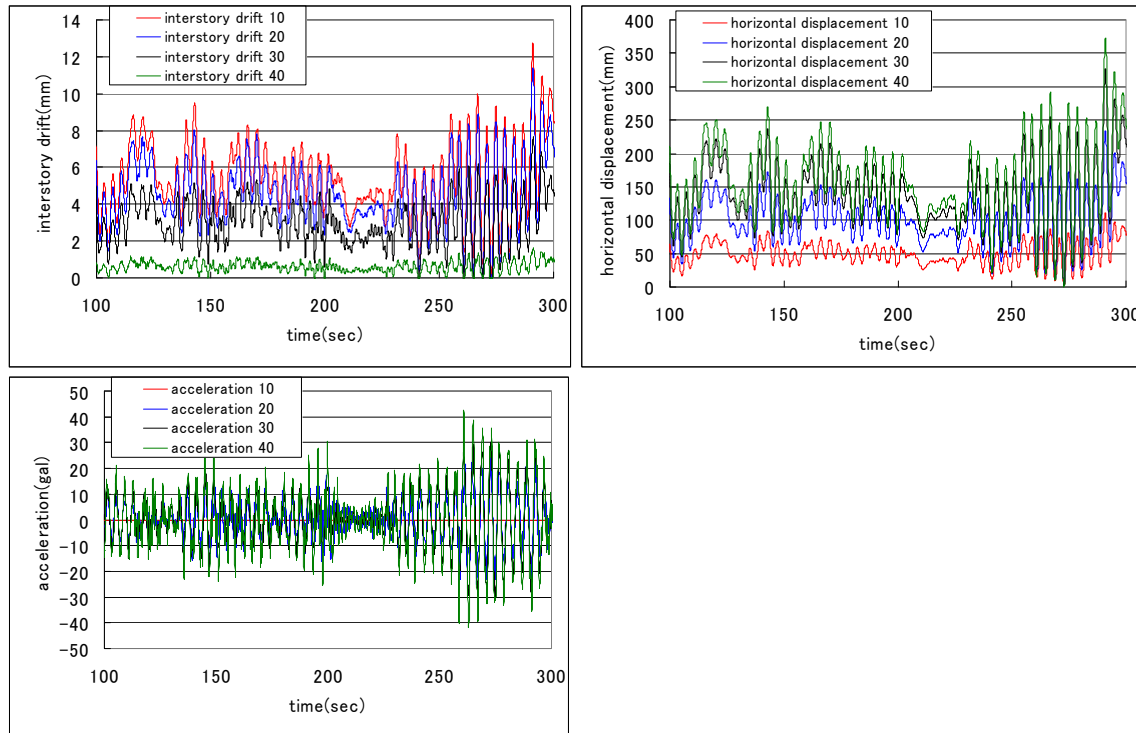 interstory drift 10
interstory drift 20
interstory drift 30
interstory drift 40
14
12
10
8
6
4
2
0
interstory drift(mm)
100 150 200 250 300
time(sec)
horizontal displacement 10
horizontal displacement 20
horizontal displacement 30
horizontal displacement 40
400
350
300
250
200
150
100
50
0
horizontal displacement(mm)
100 150 200 250 300
time(sec)
acceleration 10
acceleration 20
acceleration 30
acceleration 40
50
40
30
20
10
0
-10
-20
-30
-40
-50
acceleration(gal)
100 150 200 250 300
time(sec)